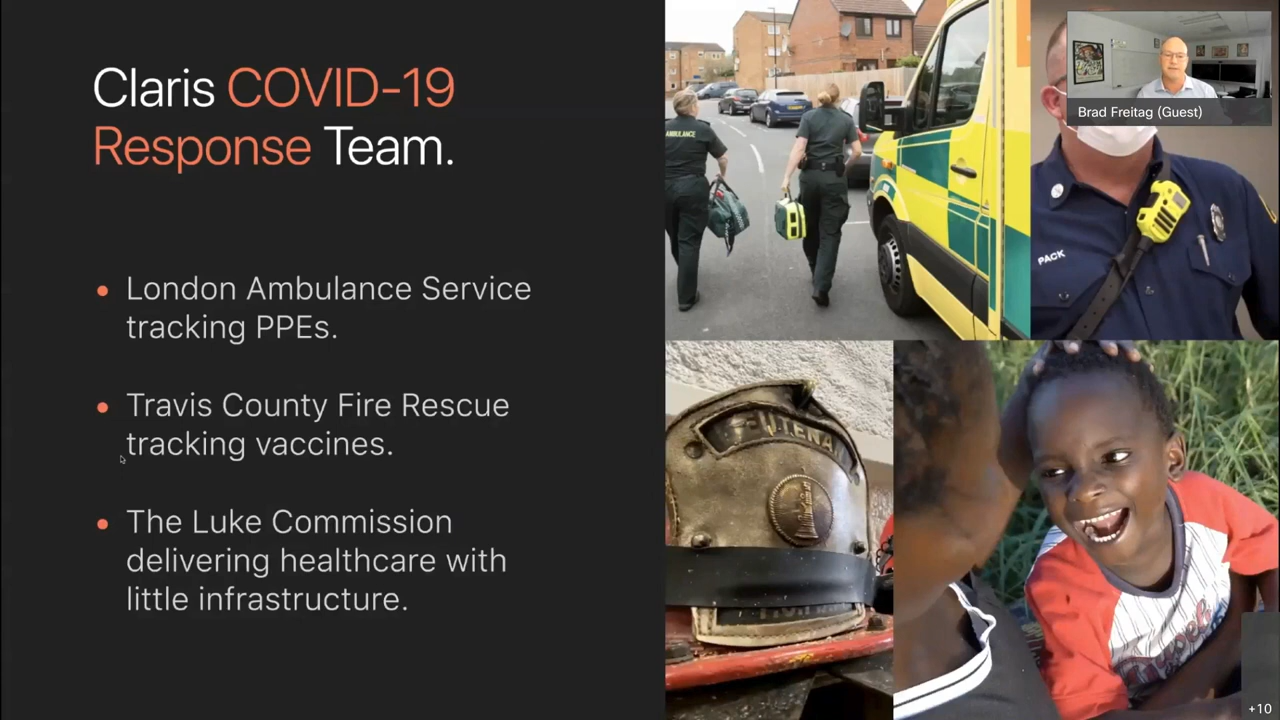 Claris COVID-19
Response Team.
London Ambulance Service
tracking PPEs.
Travis County Fire Rescue
tracking vaccines.
The Luke Commission
delivering healthcare with
little infrastructure.
AMBULANCE
Brad Freitag (Guest)
PACK
+10